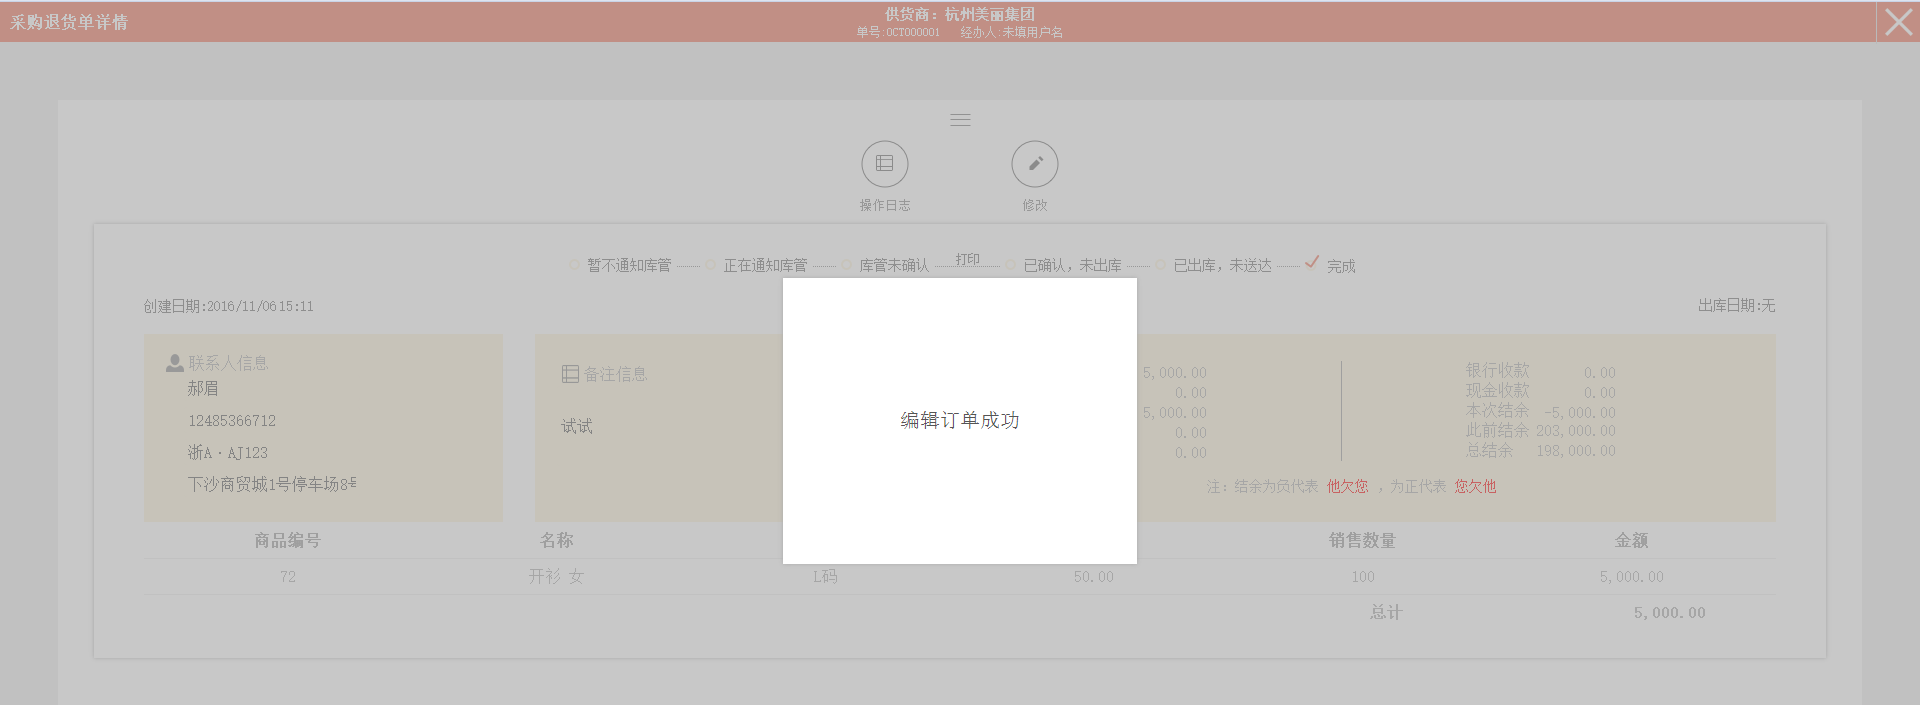 采购退货单详情
供货商：杭州美丽集团
单号:OCT000001 经办人:未填用户名
操作日志 修改
暂不通知库管 正在通知库管 库管未确认 打印 已确认，未出库 已出库，未送达 完成
创建日期:2016/11/06 15:11 出库日期:无
联系人信息
郝眉
12485366712
浙A·AJ123
下沙商贸城1号停车场8号
备注信息
试试
5,000.00
0.00
5,000.00
0.00
0.00
银行收款 0.00
现金收款 0.00
本次结余 -5,000.00
此前结余 203,000.00
总结余 198,000.00
注：结余为负代表 他欠您 ，为正代表 您欠他
编辑订单成功
商品编号 名称 销售数量 金额
72 开衫 女 L码 50.00 100 5,000.00
总计 5,000.00